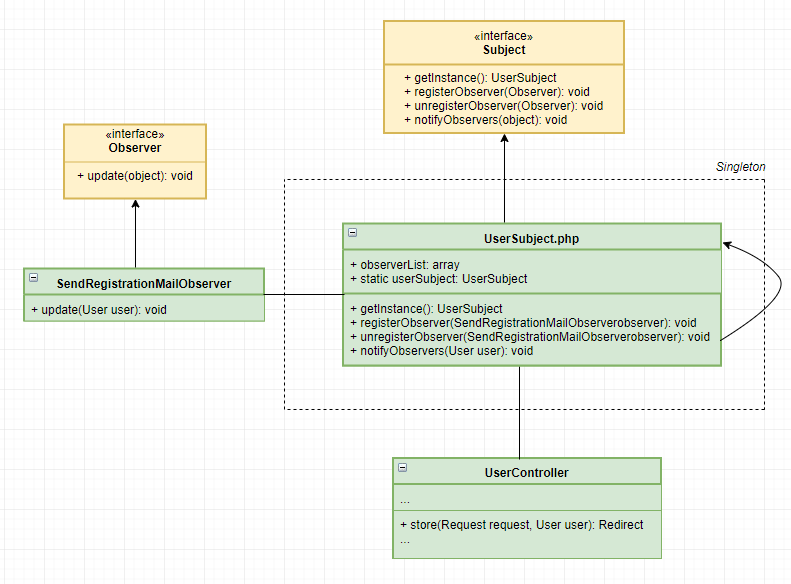 «interface»
Subject
+ getInstance(): UserSubject
+ registerObserver(Observer): void
+ unregisterObserver(Observer): void
+ notifyObservers(object): void
«interface»
Observer
+ update(object): void
Singleton
UserSubject.php
+ observerList: array
+ static userSubject: UserSubject
+ getInstance(): UserSubject
+ registerObserver(SendRegistrationMailObserverobserver): void
+ unregisterObserver(SendRegistrationMailObserverobserver): void
+ notifyObservers(User user): void
SendRegistrationMailObserver
+ update(User user): void
UserController
...
+ store(Request request, User user): Redirect
...